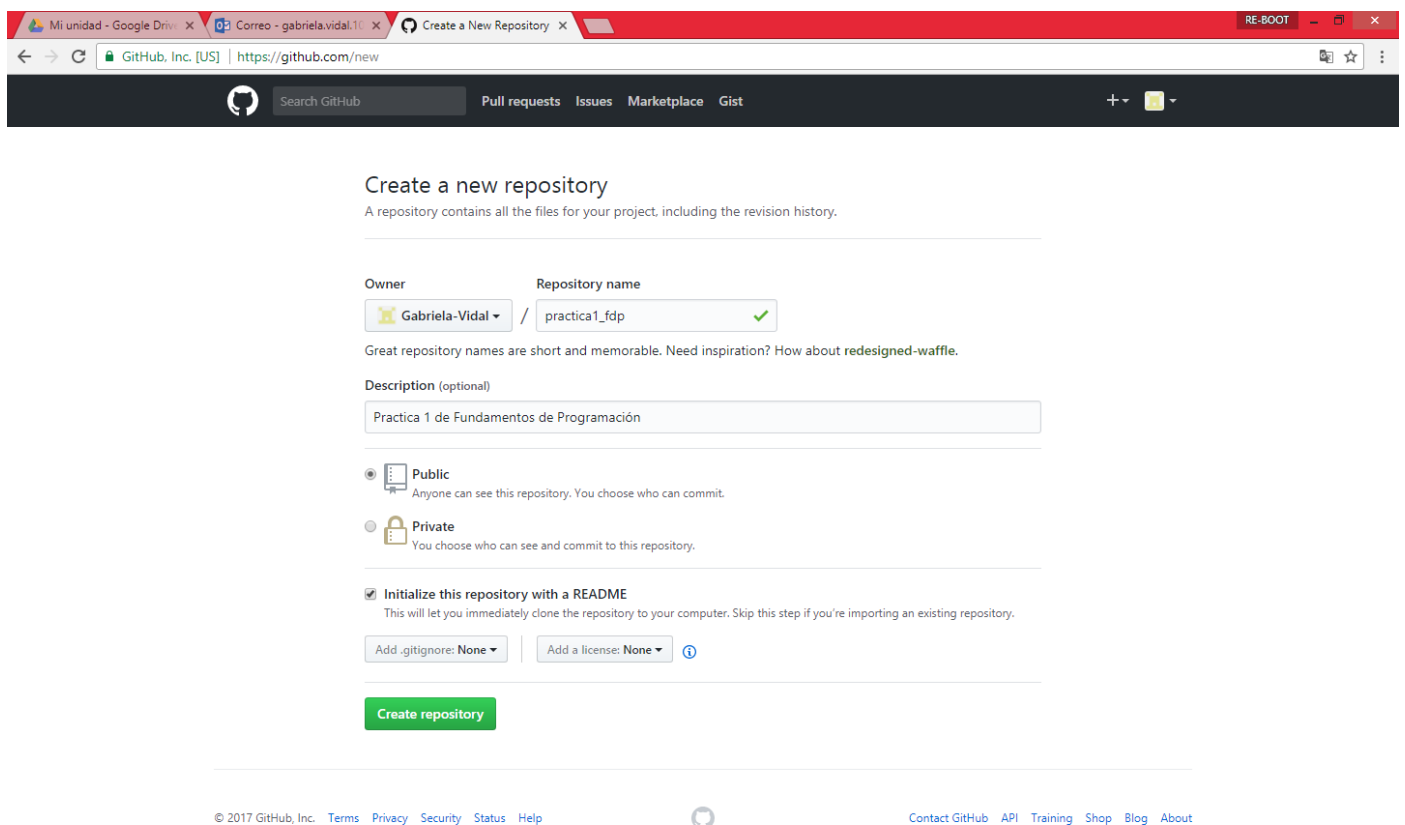 Mi unidad - Google Drive
Correo - gabriela.vidal.10
Create a New Repository
RE-BOOT
GitHub, Inc. [US] | https://github.com/new
Search GitHub
Pull requests Issues Marketplace Gist
Create a new repository
A repository contains all the files for your project, including the revision history.
Owner Repository name
Gabriela-Vidal / practica1_fdp
Great repository names are short and memorable. Need inspiration? How about redesigned-waffle.
Description (optional)
Practica 1 de Fundamentos de Programación
Public
Anyone can see this repository. You choose who can commit.
Private
You choose who can see and commit to this repository.
Initialize this repository with a README
This will let you immediately clone the repository to your computer. Skip this step if you're importing an existing repository.
Add .gitignore: None Add a license: None
Create repository
© 2017 GitHub, Inc. Terms Privacy Security Status Help
Contact GitHub API Training Shop Blog About